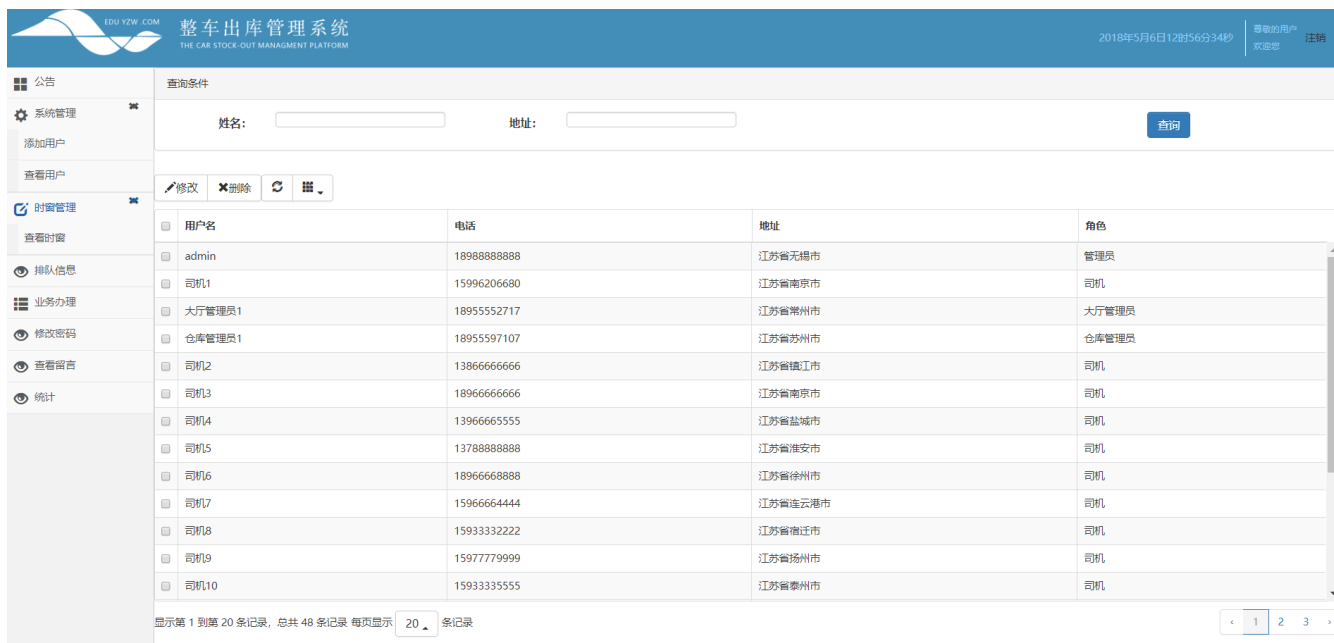 EDU YZW .COM
整车出库管理系统
THE CAR STOCK-OUT MANAGMENT PLATFORM
2018年5月6日12时56分34秒
尊敬的用户
欢迎您
注销
公告
系统管理
添加用户
查看用户
时窗管理
查看时窗
排队信息
业务办理
修改密码
查看留言
统计
查询条件
姓名： 地址： 查询
修改 删除
用户名 电话 地址 角色
admin 18988888888 江苏省无锡市 管理员
司机1 15996206680 江苏省南京市 司机
大厅管理员1 18955552717 江苏省常州市 大厅管理员
仓库管理员1 18955597107 江苏省苏州市 仓库管理员
司机2 13866666666 江苏省镇江市 司机
司机3 18966666666 江苏省南京市 司机
司机4 13966665555 江苏省盐城市 司机
司机5 13788888888 江苏省淮安市 司机
司机6 18966668888 江苏省徐州市 司机
司机7 15966664444 江苏省连云港市 司机
司机8 15933332222 江苏省宿迁市 司机
司机9 15977779999 江苏省扬州市 司机
司机10 15933335555 江苏省泰州市 司机
显示第 1 到第 20 条记录，总共 48 条记录 每页显示 20 条记录
‹ 1 2 3 ›